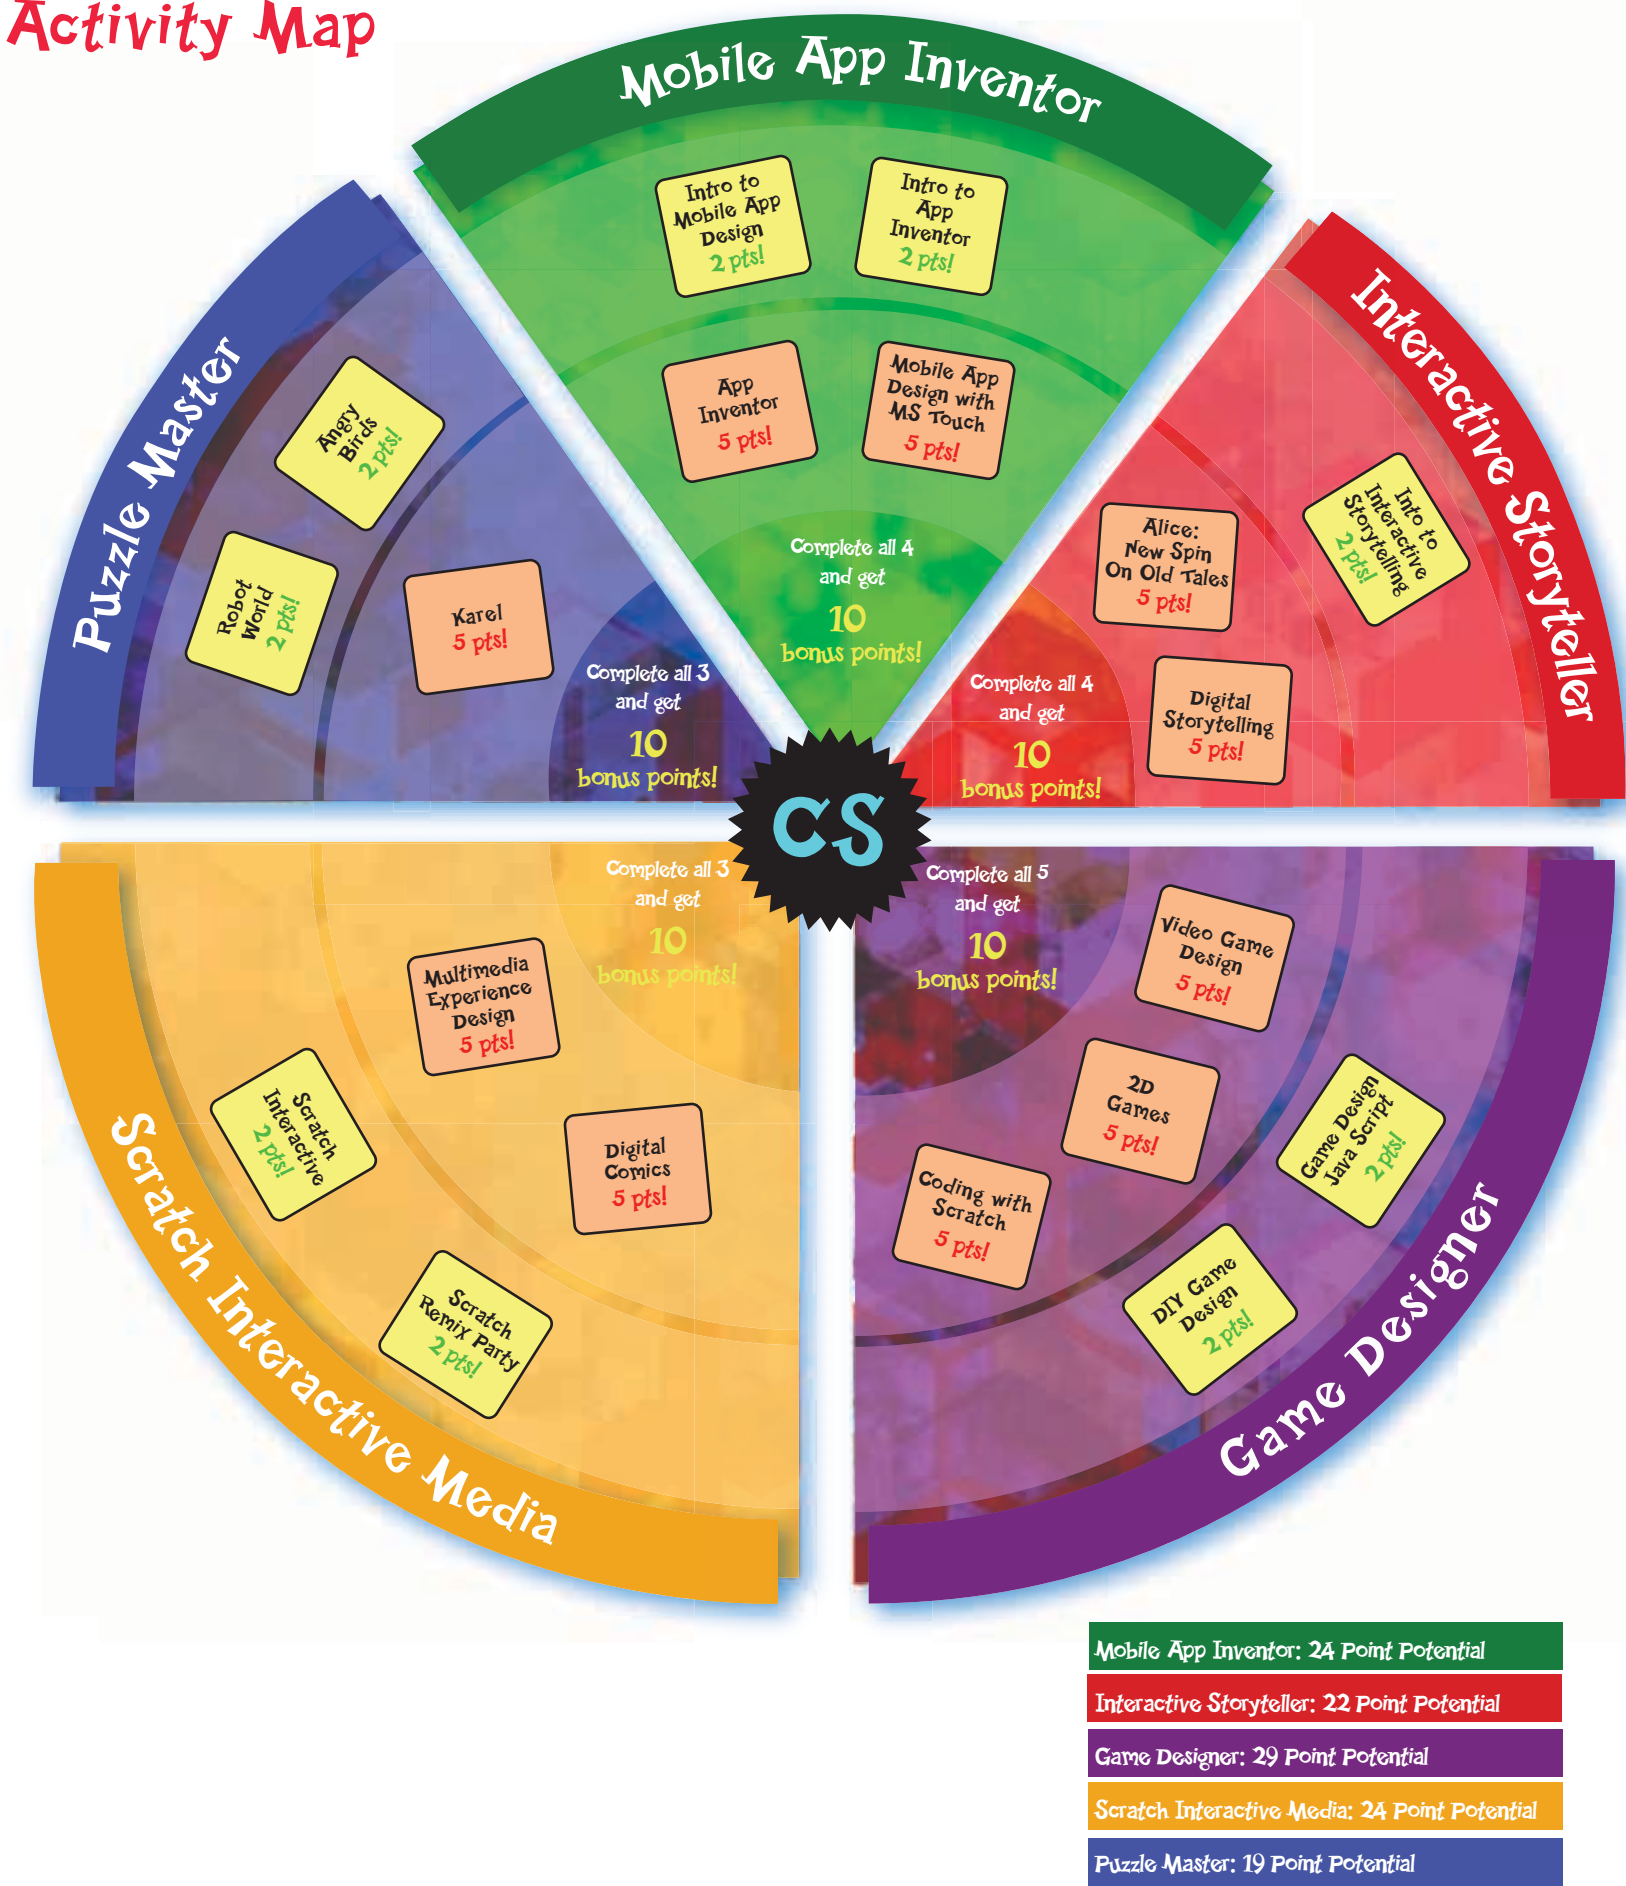 Activity Map
Mobile App Inventor
Intro to
Mobile App
Design
2 pts!
Intro to
App
Inventor
2 pts!
App
Inventor
5 pts!
Mobile App
Design with
MS Touch
5 pts!
Complete all 4
and get
10
bonus points!
Puzzle Master
Angry
Birds
2 pts!
Robot
World
2 pts!
Karel
5 pts!
Complete all 3
and get
10
bonus points!
Interactive Storyteller
Into to
Interactive
Storytelling
2 pts!
Alice:
New Spin
On Old Tales
5 pts!
Digital
Storytelling
5 pts!
Complete all 4
and get
10
bonus points!
CS
Complete all 3
and get
10
bonus points!
Multimedia
Experience
Design
5 pts!
Scratch
Interactive
2 pts!
Digital
Comics
5 pts!
Scratch
Remix Party
2 pts!
Scratch Interactive Media
Complete all 5
and get
10
bonus points!
Video Game
Design
5 pts!
2D
Games
5 pts!
Coding with
Scratch
5 pts!
Game Design
Java Script
2 pts!
DIY Game
Design
2 pts!
Game Designer
Mobile App Inventor: 24 Point Potential
Interactive Storyteller: 22 Point Potential
Game Designer: 29 Point Potential
Scratch Interactive Media: 24 Point Potential
Puzzle Master: 19 Point Potential